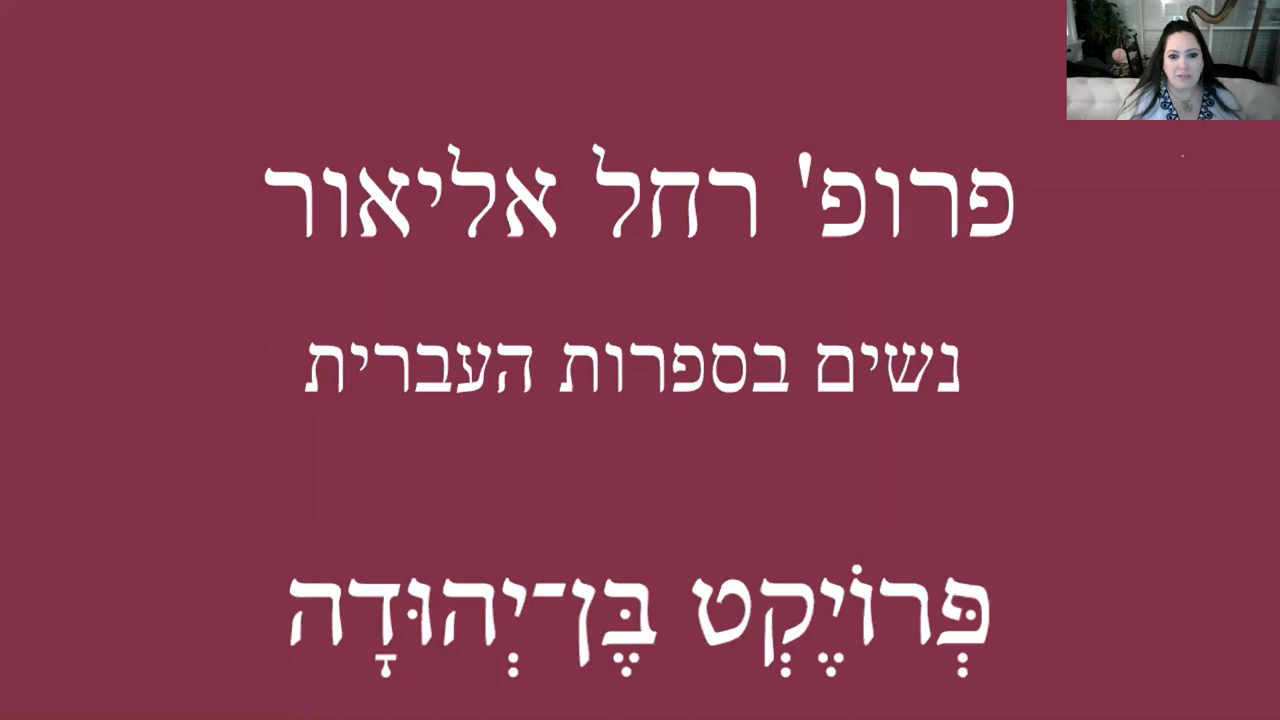 פרופ' רחל אליאור
נשים בספרות העברית
פְּרוֹיֶקְט בֶּן־יְהוּדָה